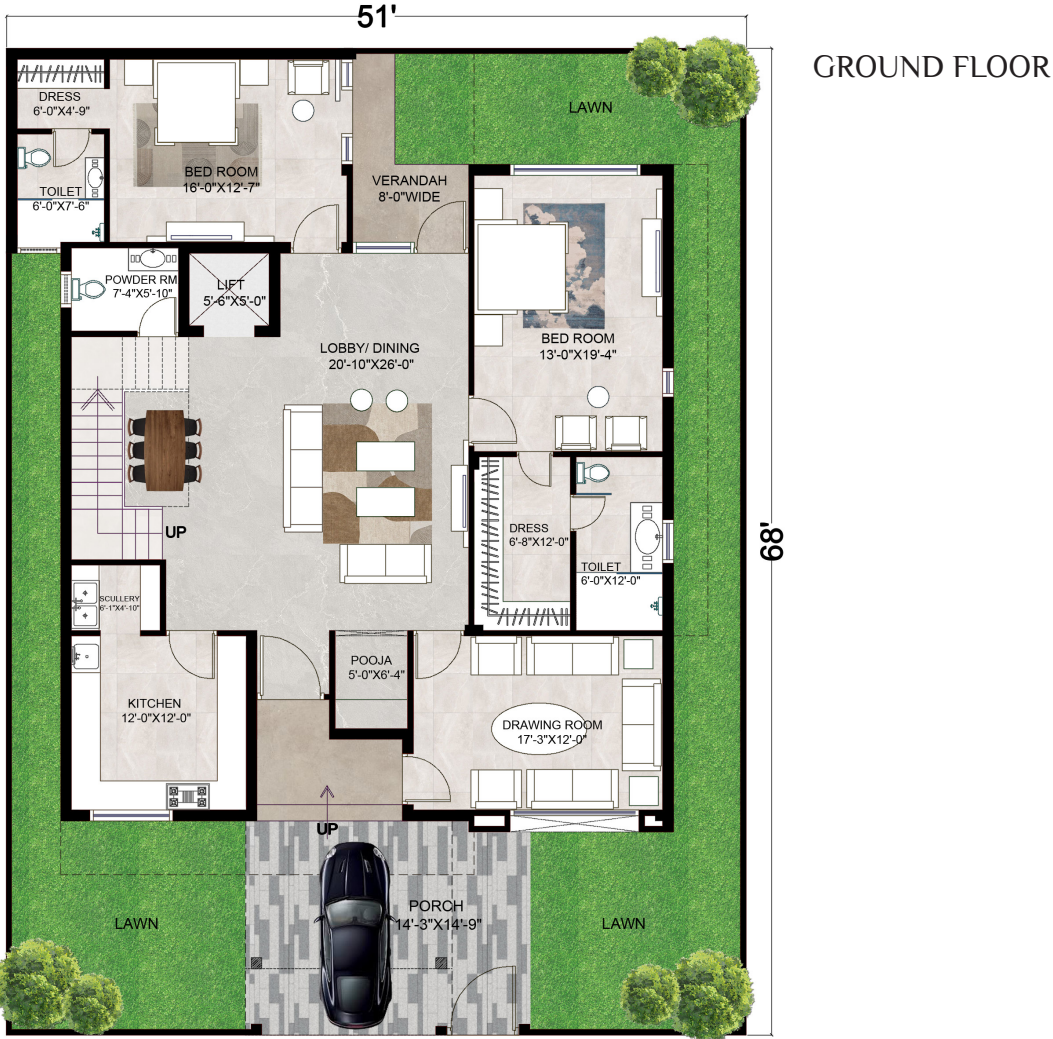 51'
GROUND FLOOR
DRESS
6'-0"X4'-9"
LAWN
BED ROOM
16'-0"X12'-7"
VERANDAH
8'-0"WIDE
TOILET
6'-0"X7'-6"
POWDER RM
7'-4"X5'-10"
LIFT
5'-6"X5'-0"
LOBBY/ DINING
20'-10"X26'-0"
BED ROOM
13'-0"X19'-4"
UP
DRESS
6'-8"X12'-0"
68'
TOILET
6'-0"X12'-0"
SCULLERY
6'-1"X4'-10"
POOJA
5'-0"X6'-4"
KITCHEN
12'-0"X12'-0"
DRAWING ROOM
17'-3"X12'-0"
UP
PORCH
14'-3"X14'-9"
LAWN
LAWN